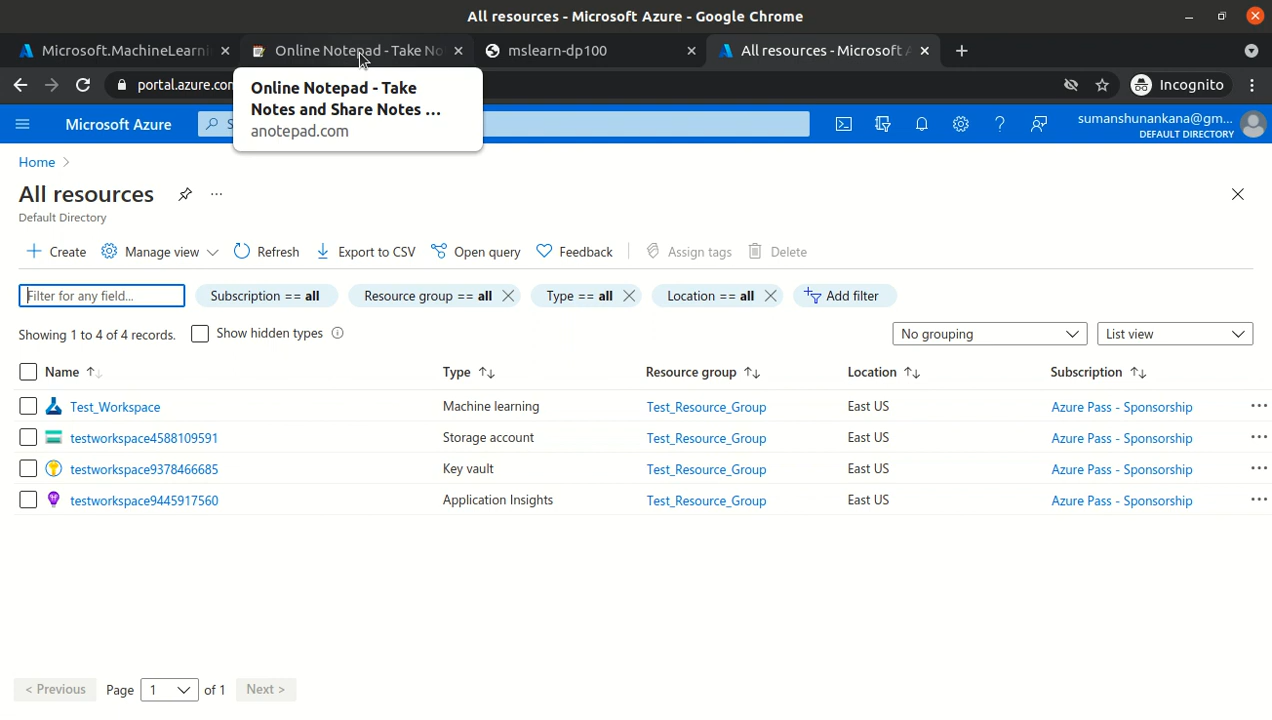 All resources - Microsoft Azure - Google Chrome
Microsoft.MachineLearni
Online Notepad - Take No
mslearn-dp100
All resources - Microsoft A
portal.azure.com
Incognito
Online Notepad - Take
Notes and Share Notes ...
anotepad.com
Microsoft Azure
S
sumanshunankana@gm...
DEFAULT DIRECTORY
Home
All resources
Default Directory
Create
Manage view
Refresh
Export to CSV
Open query
Feedback
Assign tags
Delete
Filter for any field...
Subscription == all
Resource group == all
Type == all
Location == all
Add filter
Showing 1 to 4 of 4 records.
Show hidden types
No grouping
List view
Name
Type
Resource group
Location
Subscription
Test_Workspace
Machine learning
Test_Resource_Group
East US
Azure Pass - Sponsorship
testworkspace4588109591
Storage account
Test_Resource_Group
East US
Azure Pass - Sponsorship
testworkspace9378466685
Key vault
Test_Resource_Group
East US
Azure Pass - Sponsorship
testworkspace9445917560
Application Insights
Test_Resource_Group
East US
Azure Pass - Sponsorship
< Previous
Page
1
of 1
Next >